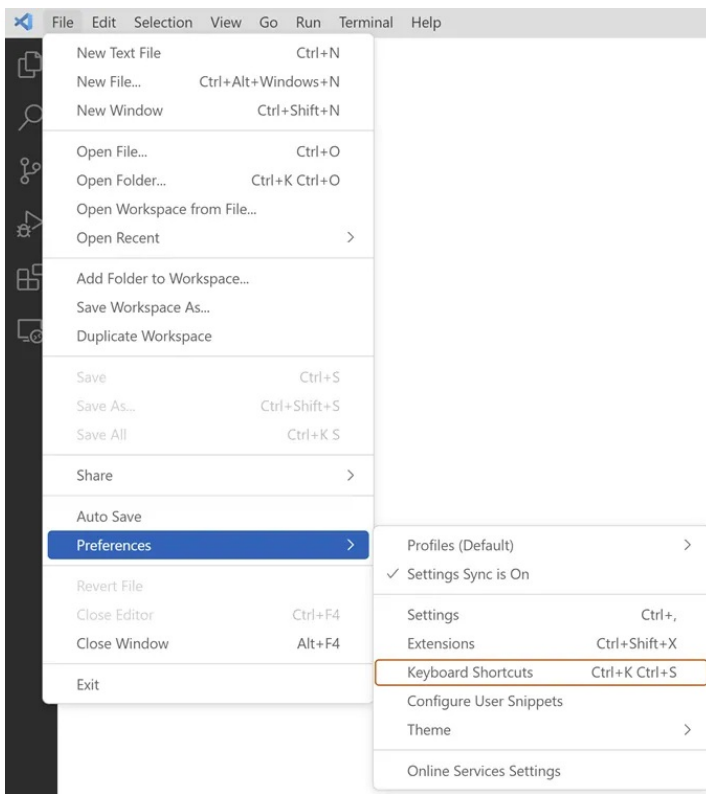 File Edit Selection View Go Run Terminal Help
New Text File Ctrl+N
New File... Ctrl+Alt+Windows+N
New Window Ctrl+Shift+N
Open File... Ctrl+O
Open Folder... Ctrl+K Ctrl+O
Open Workspace from File...
Open Recent
Add Folder to Workspace...
Save Workspace As...
Duplicate Workspace
Save Ctrl+S
Save As... Ctrl+Shift+S
Save All Ctrl+K S
Share
Auto Save
Preferences
Revert File
Close Editor Ctrl+F4
Close Window Alt+F4
Exit
Profiles (Default)
Settings Sync is On
Settings Ctrl+,
Extensions Ctrl+Shift+X
Keyboard Shortcuts Ctrl+K Ctrl+S
Configure User Snippets
Theme
Online Services Settings